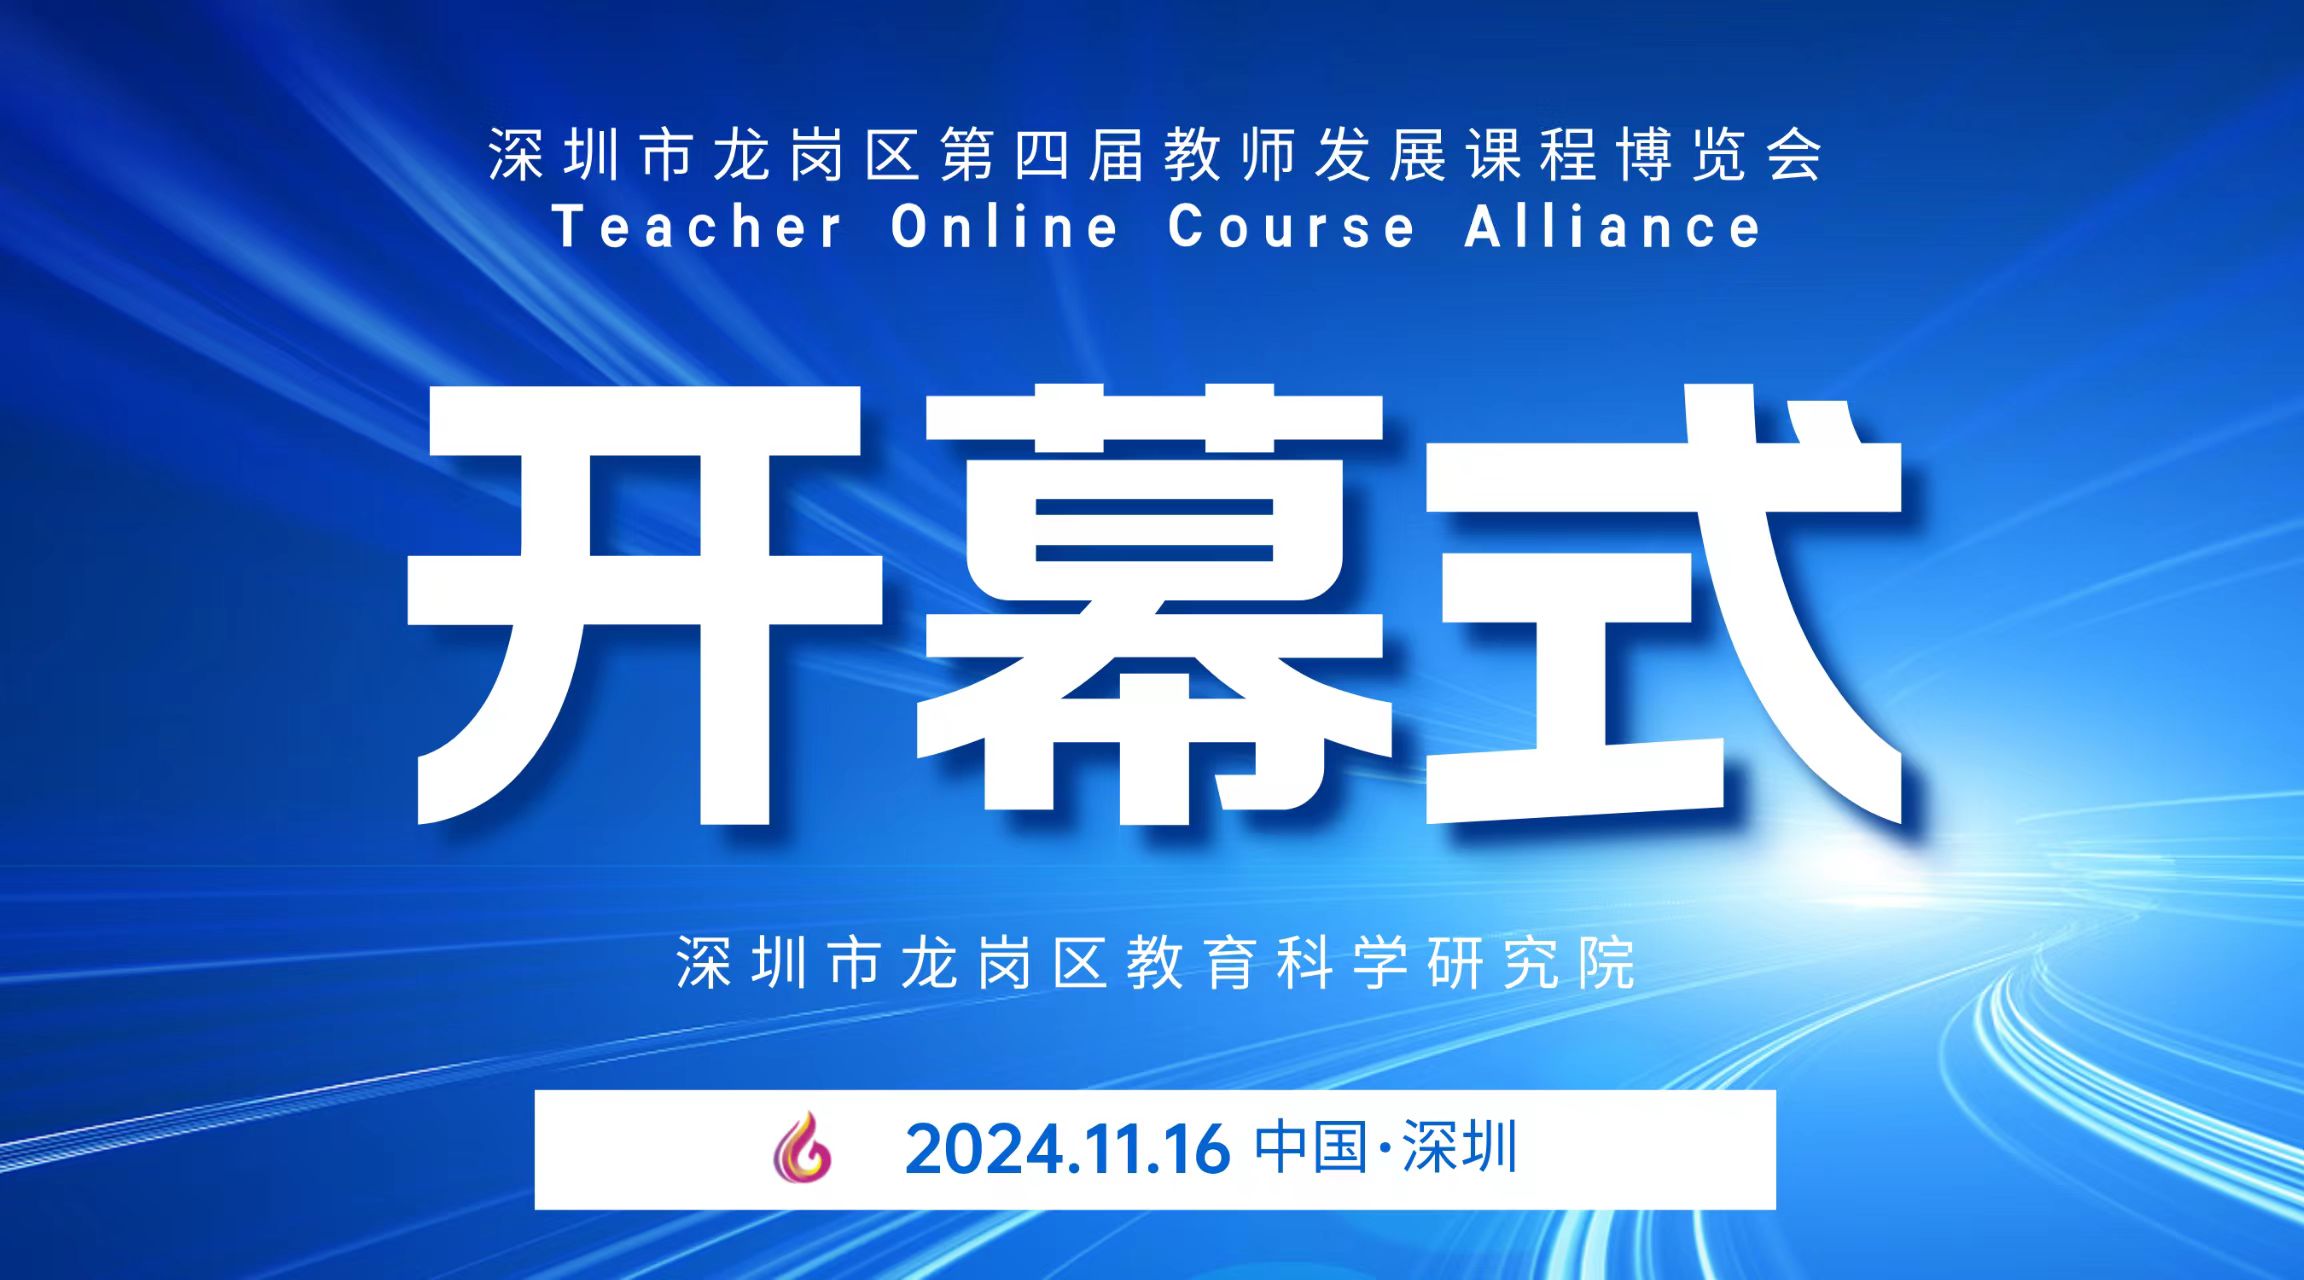 深圳市龙岗区第四届教师发展课程博览会
Teacher Online Course Alliance
开幕式
深圳市龙岗区教育科学研究院
2024.11.16 中国·深圳